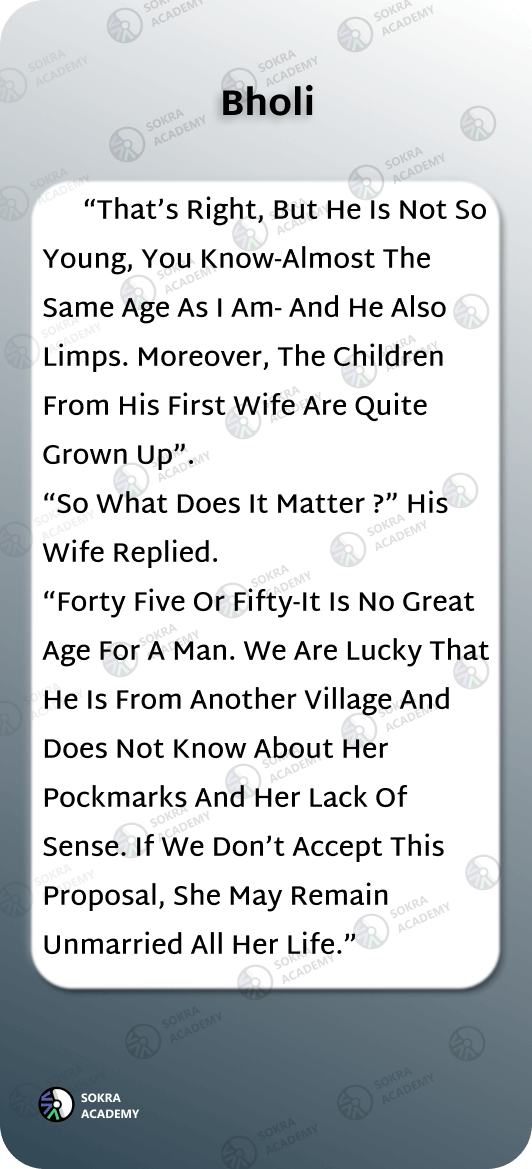 Bholi
“That’s Right, But He Is Not So
Young, You Know-Almost The
Same Age As I Am- And He Also
Limps. Moreover, The Children
From His First Wife Are Quite
Grown Up”.
“So What Does It Matter ?” His
Wife Replied.
“Forty Five Or Fifty-It Is No Great
Age For A Man. We Are Lucky That
He Is From Another Village And
Does Not Know About Her
Pockmarks And Her Lack Of
Sense. If We Don’t Accept This
Proposal, She May Remain
Unmarried All Her Life.”
SOKRA
ACADEMY